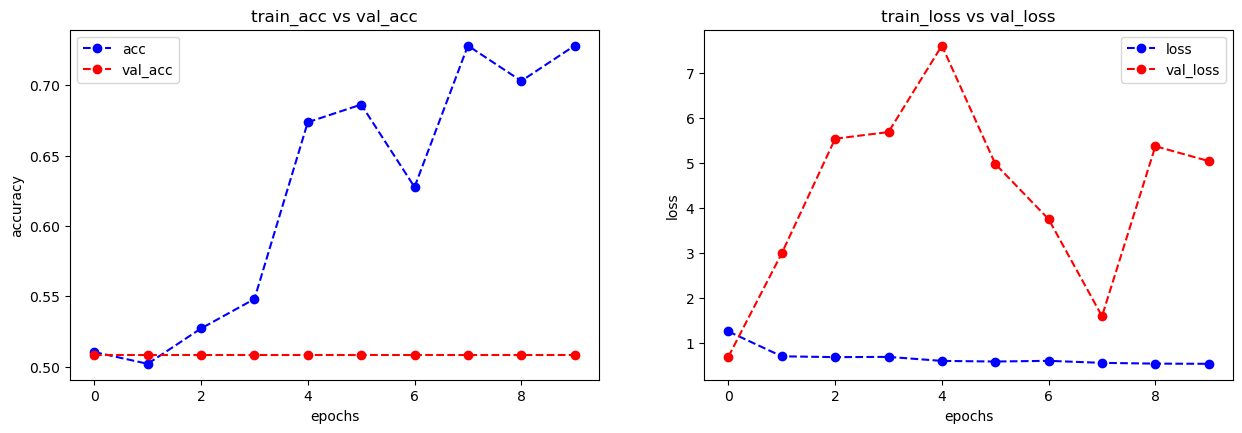 train_acc vs val_acc
acc
val_acc
0.70
0.65
0.60
0.55
0.50
accuracy
0 2 4 6 8
epochs
train_loss vs val_loss
loss
val_loss
7
6
5
4
3
2
1
loss
0 2 4 6 8
epochs